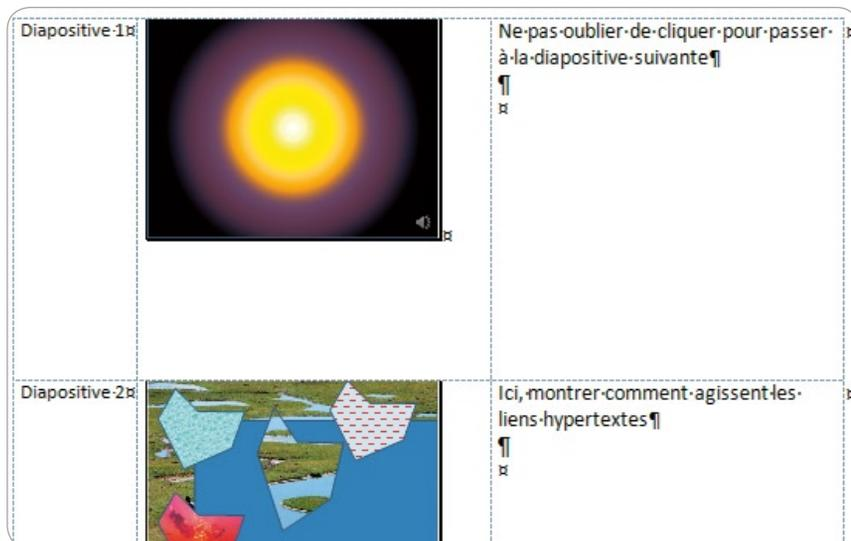 Diapositive·1¤
Ne·pas·oublier·de·cliquer·pour·passer·
à·la·diapositive·suivante¶
¶
¤
¤
¤
Diapositive·2¤
Ici,·montrer·comment·agissent·les·
liens·hypertextes¶
¶
¤
¤